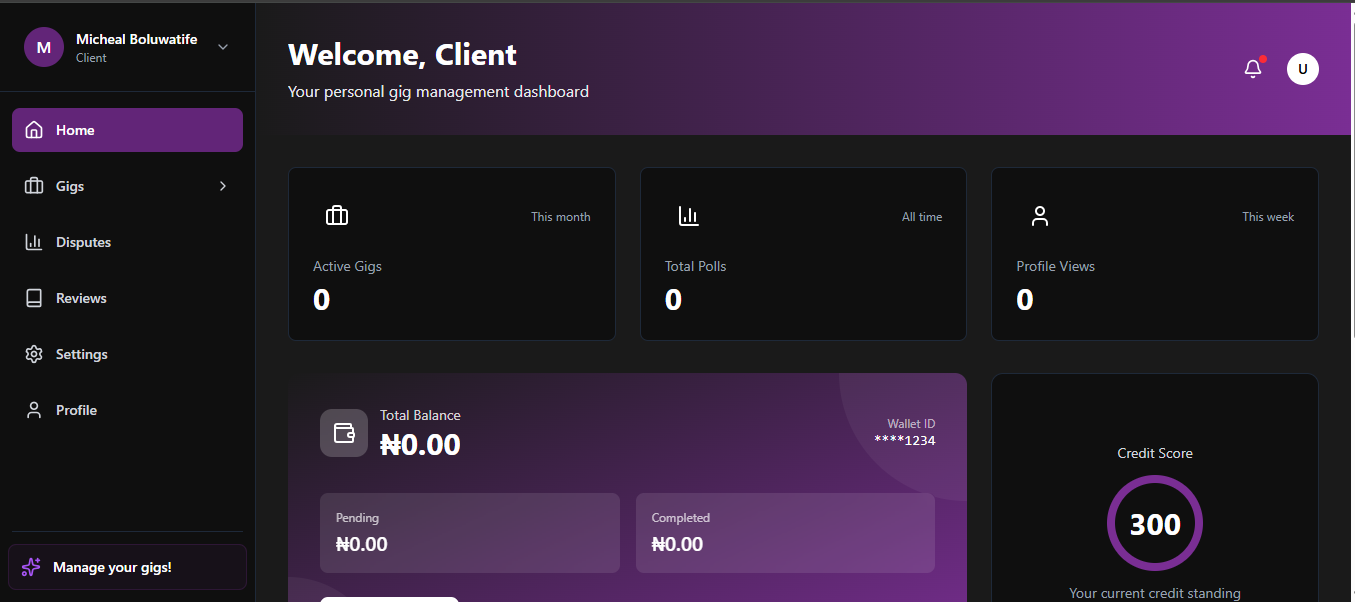 M
Micheal Boluwatife
Client
Home
Gigs
Disputes
Reviews
Settings
Profile
Manage your gigs!
Welcome, Client
Your personal gig management dashboard
U
This month
Active Gigs
0
All time
Total Polls
0
This week
Profile Views
0
Total Balance
₦0.00
Wallet ID
****1234
Pending
₦0.00
Completed
₦0.00
Credit Score
300
Your current credit standing